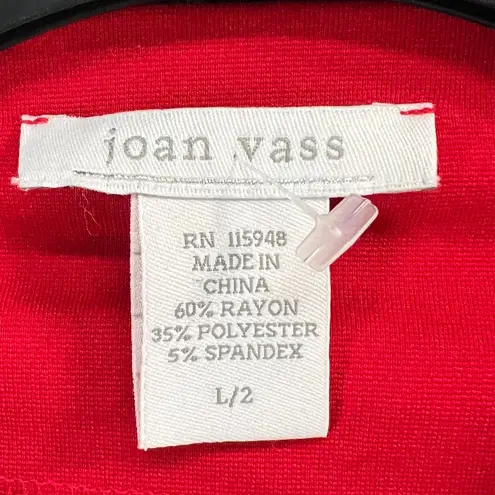 joan vass
RN 115948
MADE IN
CHINA
60% RAYON
35% POLYESTER
5% SPANDEX
L/2